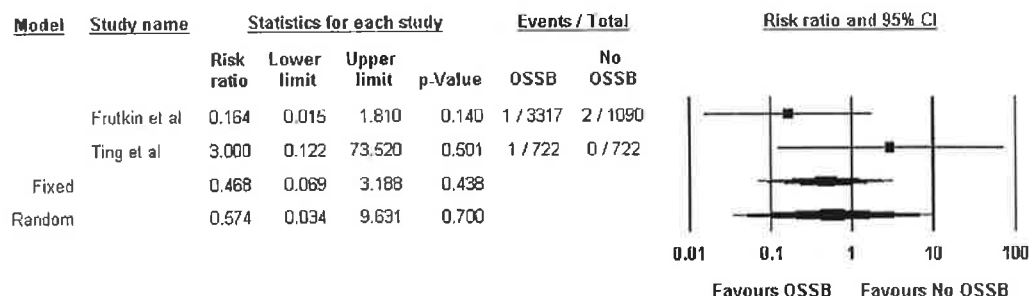 Model Study name Statistics for each study Events / Total Risk ratio and 95% CI
Risk ratio Lower limit Upper limit p-Value OSSB No OSSB
Frutkin et al 0.164 0.015 1.810 0.140 1 / 3317 2 / 1090
Ting et al 3.000 0.122 73.520 0.501 1 / 722 0 / 722
Fixed 0.468 0.069 3.188 0.438
Random 0.574 0.034 9.631 0.700
0.01 0.1 1 10 100
Favours OSSB Favours No OSSB